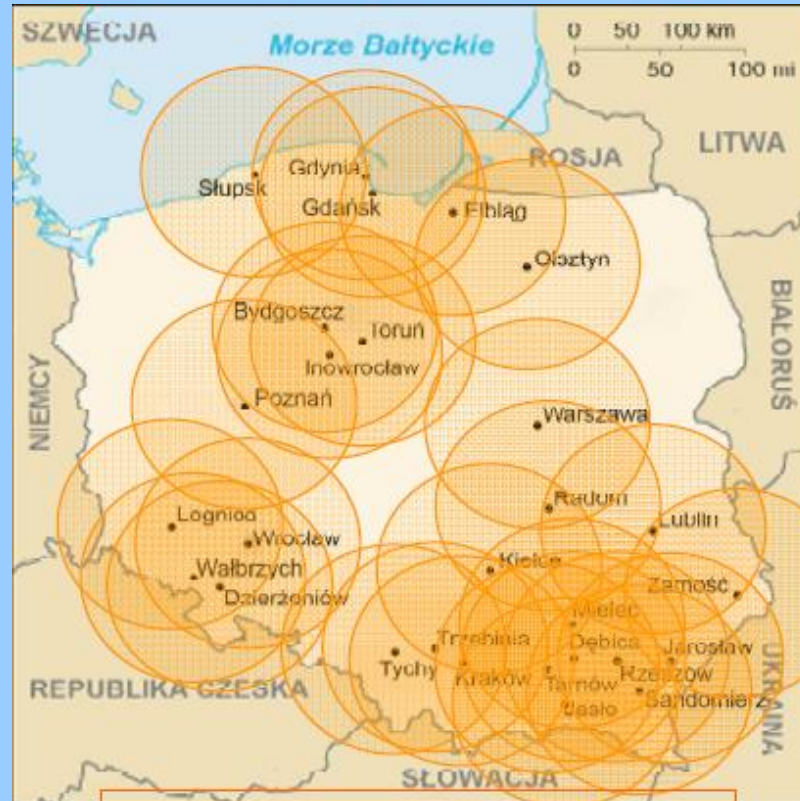 SZWECJA
Morze Bałtyckie
0 50 100 km
0 50 100 mi
LITWA
ROSJA
Gdynia
Słupsk
Gdańsk
Elbląg
Olsztyn
BIAŁORUŚ
Bydgoszcz
Toruń
Inowrocław
NIEMCY
Poznań
Warszawa
Radom
Lognica
Lublin
Wrocław
Kielce
Wałbrzych
Zamość
Dzierżoniów
Mielec
Trzebinia
Dębica
Jarosław
Tychy
Kraków
Tarnów
Rzeszów
UKRAINA
REPUBLIKA CZESKA
Sandomierz
Jasło
SŁOWACJA